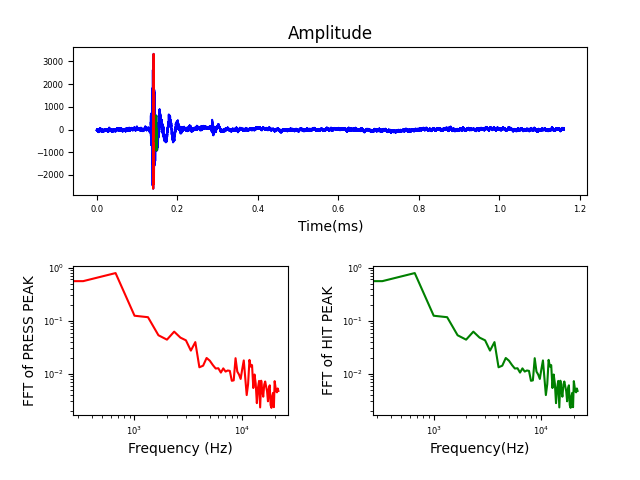 Amplitude
3000
2000
1000
0
−1000
−2000
0.0 0.2 0.4 0.6 0.8 1.0 1.2
Time(ms)
FFT of PRESS PEAK
10⁰
10⁻¹
10⁻²
10³ 10⁴
Frequency (Hz)
FFT of HIT PEAK
10⁰
10⁻¹
10⁻²
10³ 10⁴
Frequency(Hz)